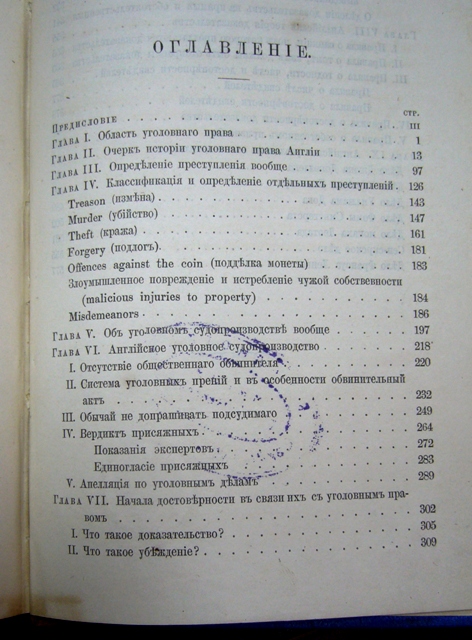 ОГЛАВЛЕНІЕ.
СТР.
Предисловіе III
Глава I. Область уголовнаго права 1
Глава II. Очеркъ исторіи уголовнаго права Англіи 13
Глава III. Опредѣленіе преступленія вообще 97
Глава IV. Классификація и опредѣленіе отдѣльныхъ преступленій 126
Treason (измѣна) 143
Murder (убійство) 147
Theft (кража) 161
Forgery (подлогъ) 181
Offences against the coin (поддѣлка монеты) 183
Злоумышленное поврежденіе и истребленіе чужой собственности
(malicious injuries to property) 184
Misdemeanors 186
Глава V. Объ уголовномъ судопроизводствѣ вообще 197
Глава VI. Англійское уголовное судопроизводство 218
I. Отсутствіе общественнаго обвинителя 220
II. Система уголовныхъ преній и въ особенности обвинительный
актъ 232
III. Обычай не допрашивать подсудимаго 249
IV. Вердиктъ присяжныхъ 264
Показанія экспертовъ 272
Единогласіе присяжныхъ 283
V. Апелляція по уголовнымъ дѣламъ 289
Глава VII. Начала достовѣрности въ связи ихъ съ уголовнымъ пра-
вомъ 302
I. Что такое доказательство? 305
II. Что такое убѣжденіе? 309